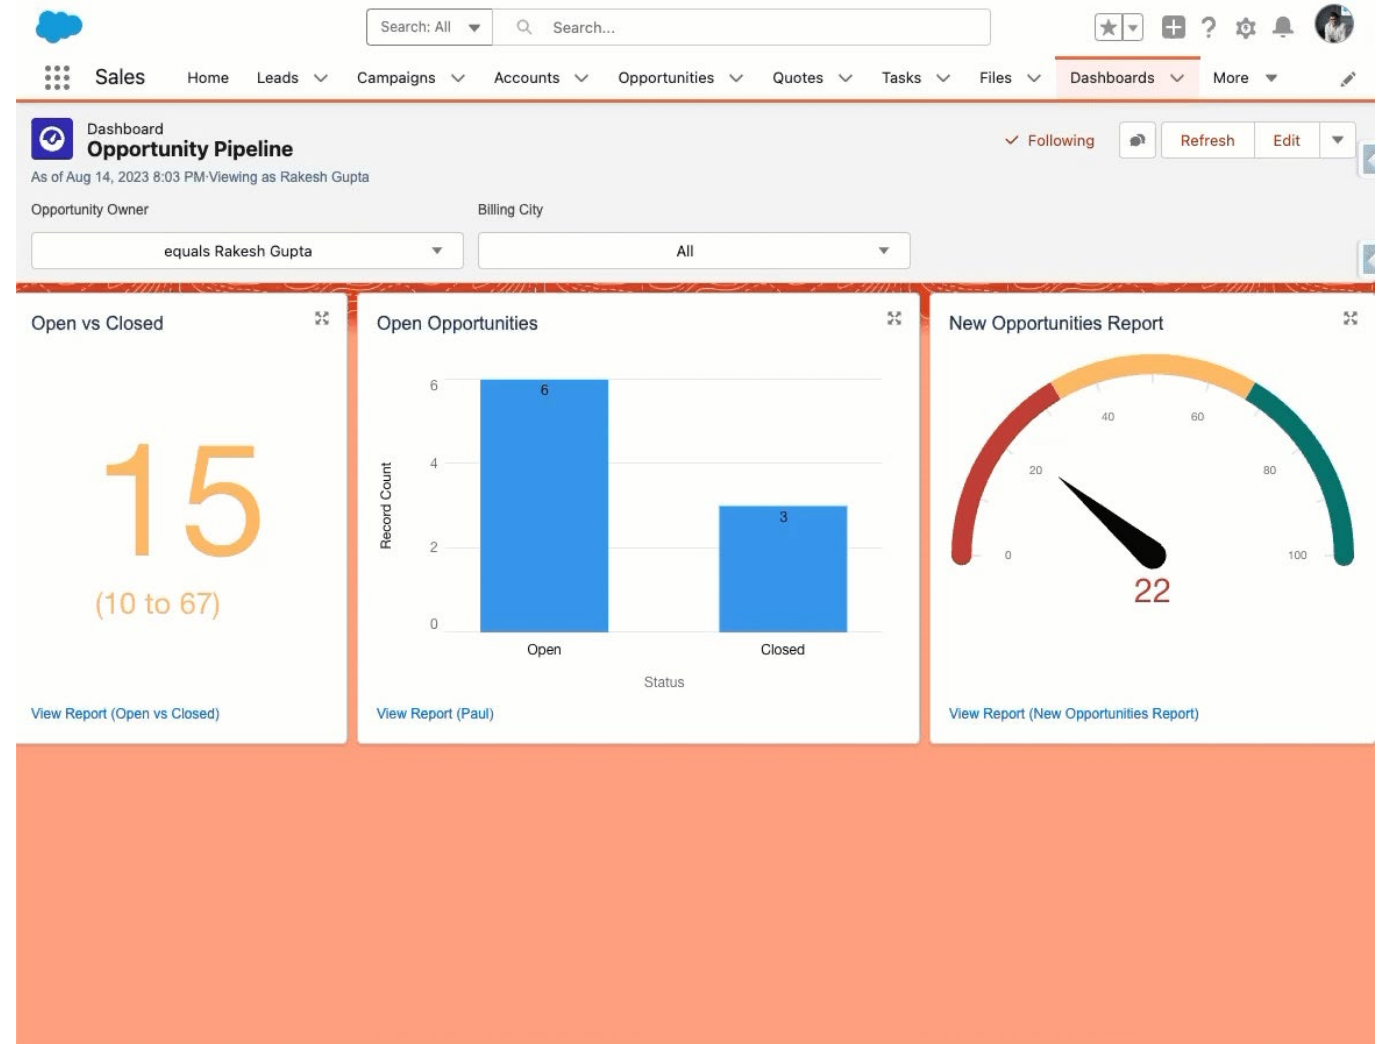 Search: All
Search...
Sales
Home
Leads
Campaigns
Accounts
Opportunities
Quotes
Tasks
Files
Dashboards
More
Dashboard
Opportunity Pipeline
As of Aug 14, 2023 8:03 PM·Viewing as Rakesh Gupta
Following
Refresh
Edit
Opportunity Owner
Billing City
equals Rakesh Gupta
All
Open vs Closed
15
(10 to 67)
View Report (Open vs Closed)
Open Opportunities
6
4
2
0
Record Count
6
3
Open
Closed
Status
View Report (Paul)
New Opportunities Report
0
20
40
60
80
100
22
View Report (New Opportunities Report)